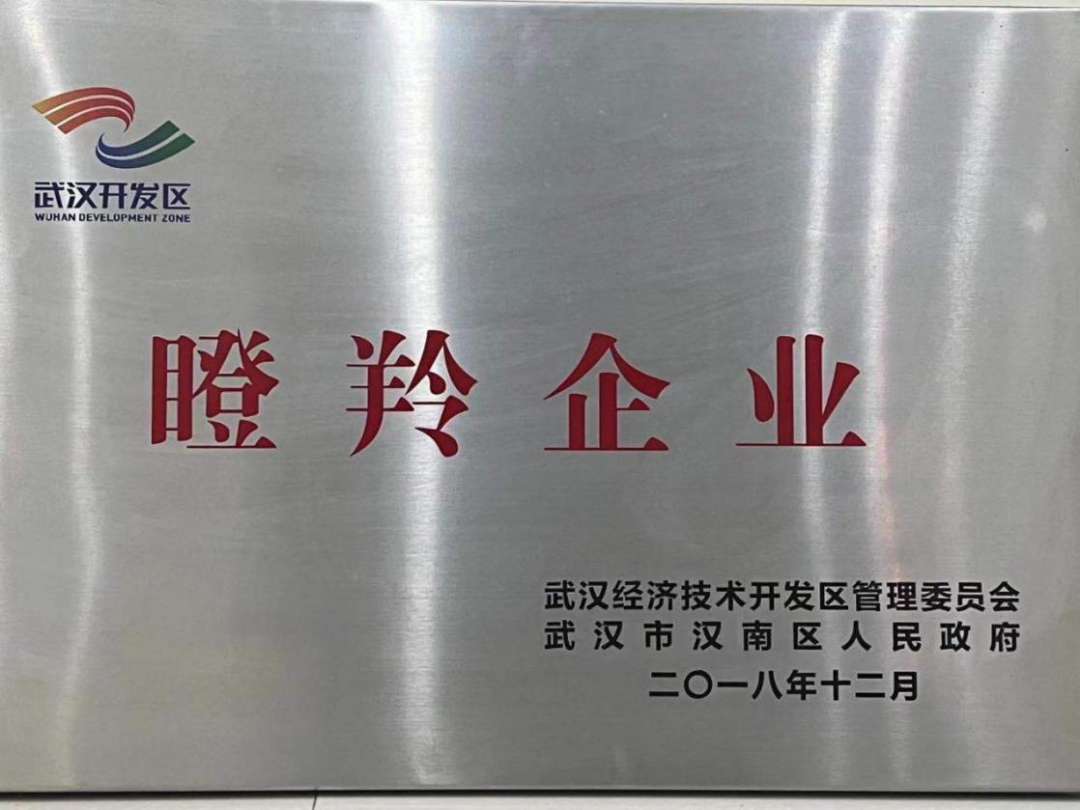 武汉开发区
WUHAN DEVELOPMENT ZONE
瞪羚企业
武汉经济技术开发区管理委员会
武汉市汉南区人民政府
二〇一八年十二月